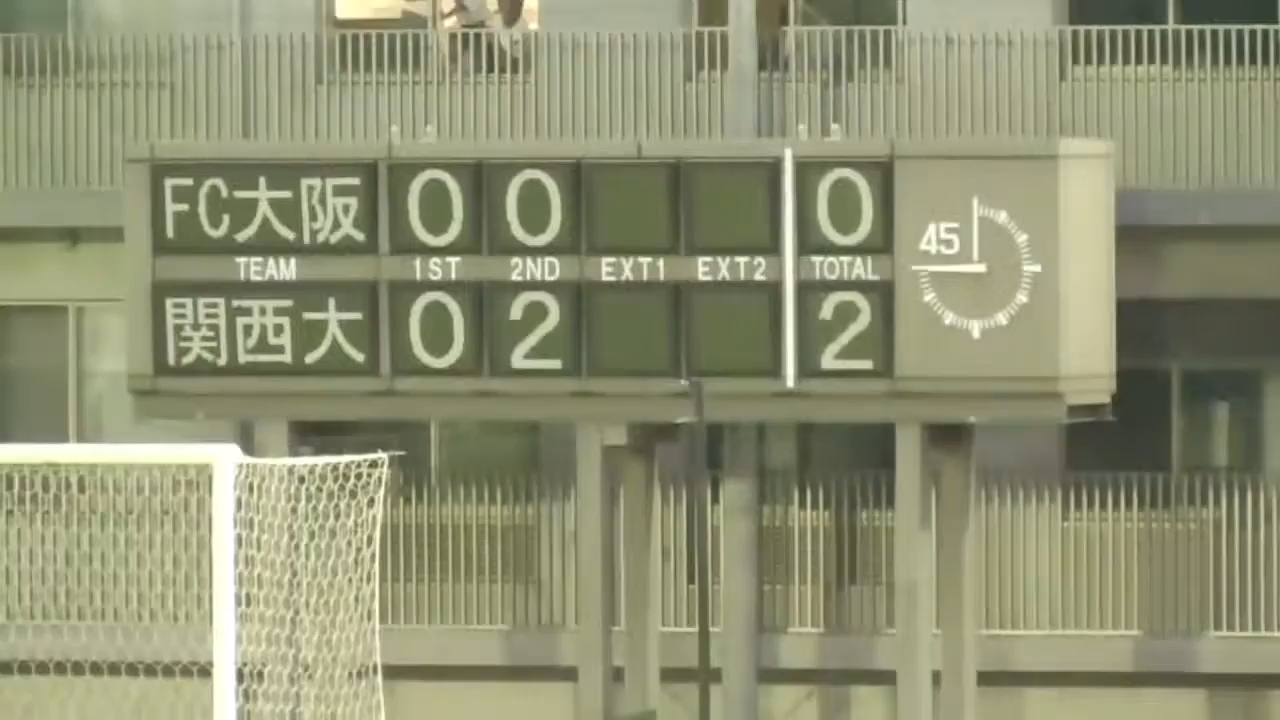 FC大阪 0 0 0
TEAM 1ST 2ND EXT1 EXT2 TOTAL 45
関西大 0 2 2